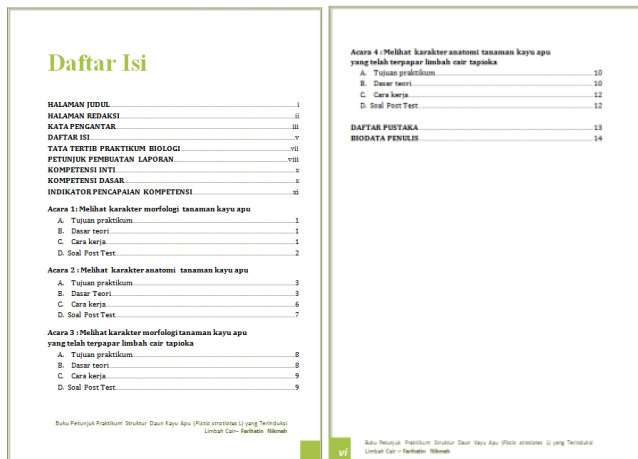 Daftar Isi
HALAMAN JUDUL i
HALAMAN REDAKSI ii
KATA PENGANTAR iii
DAFTAR ISI v
TATA TERTIB PRAKTIKUM BIOLOGI vii
PETUNJUK PEMBUATAN LAPORAN viii
KOMPETENSI INTI x
KOMPETENSI DASAR x
INDIKATOR PENCAPAIAN KOMPETENSI xi
Acara 1: Melihat karakter morfologi tanaman kayu apu
A. Tujuan praktikum 1
B. Dasar teori 1
C. Cara kerja 1
D. Soal Post Test 2
Acara 2 : Melihat karakter anatomi tanaman kayu apu
A. Tujuan praktikum 3
B. Dasar Teori 3
C. Cara kerja 6
D. Soal Post Test 7
Acara 3 : Melihat karakter morfologi tanaman kayu apu
yang telah terpapar limbah cair tapioka
A. Tujuan praktikum 8
B. Dasar teori 8
C. Cara kerja 9
D. Soal Post Test 9
Buku Petunjuk Praktikum Struktur Daun Kayu Apu (Pistia stratiotes L) yang Terinduksi
Limbah Cair– Farihatin Nikmah
Acara 4 : Melihat karakter anatomi tanaman kayu apu
yang telah terpapar limbah cair tapioka
A. Tujuan praktikum 10
B. Dasar teori 10
C. Cara kerja 12
D. Soal Post Test 12
DAFTAR PUSTAKA 13
BIODATA PENULIS 14
vi
Buku Petunjuk Praktikum Struktur Daun Kayu Apu (Pistia stratiotes L) yang Terinduksi
Limbah Cair – Farihatin Nikmah